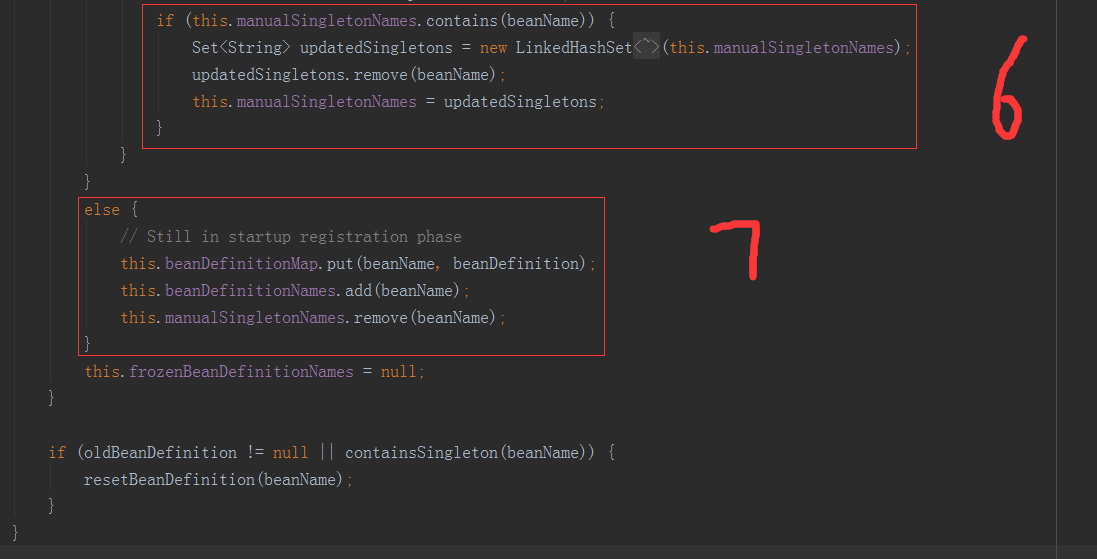 if (this.manualSingletonNames.contains(beanName)) {
Set<String> updatedSingletons = new LinkedHashSet<~>(this.manualSingletonNames);
updatedSingletons.remove(beanName);
this.manualSingletonNames = updatedSingletons;
}
6
}
}
else {
// Still in startup registration phase
this.beanDefinitionMap.put(beanName, beanDefinition);
this.beanDefinitionNames.add(beanName);
this.manualSingletonNames.remove(beanName);
}
7
this.frozenBeanDefinitionNames = null;
}
if (oldBeanDefinition != null || containsSingleton(beanName)) {
resetBeanDefinition(beanName);
}
}